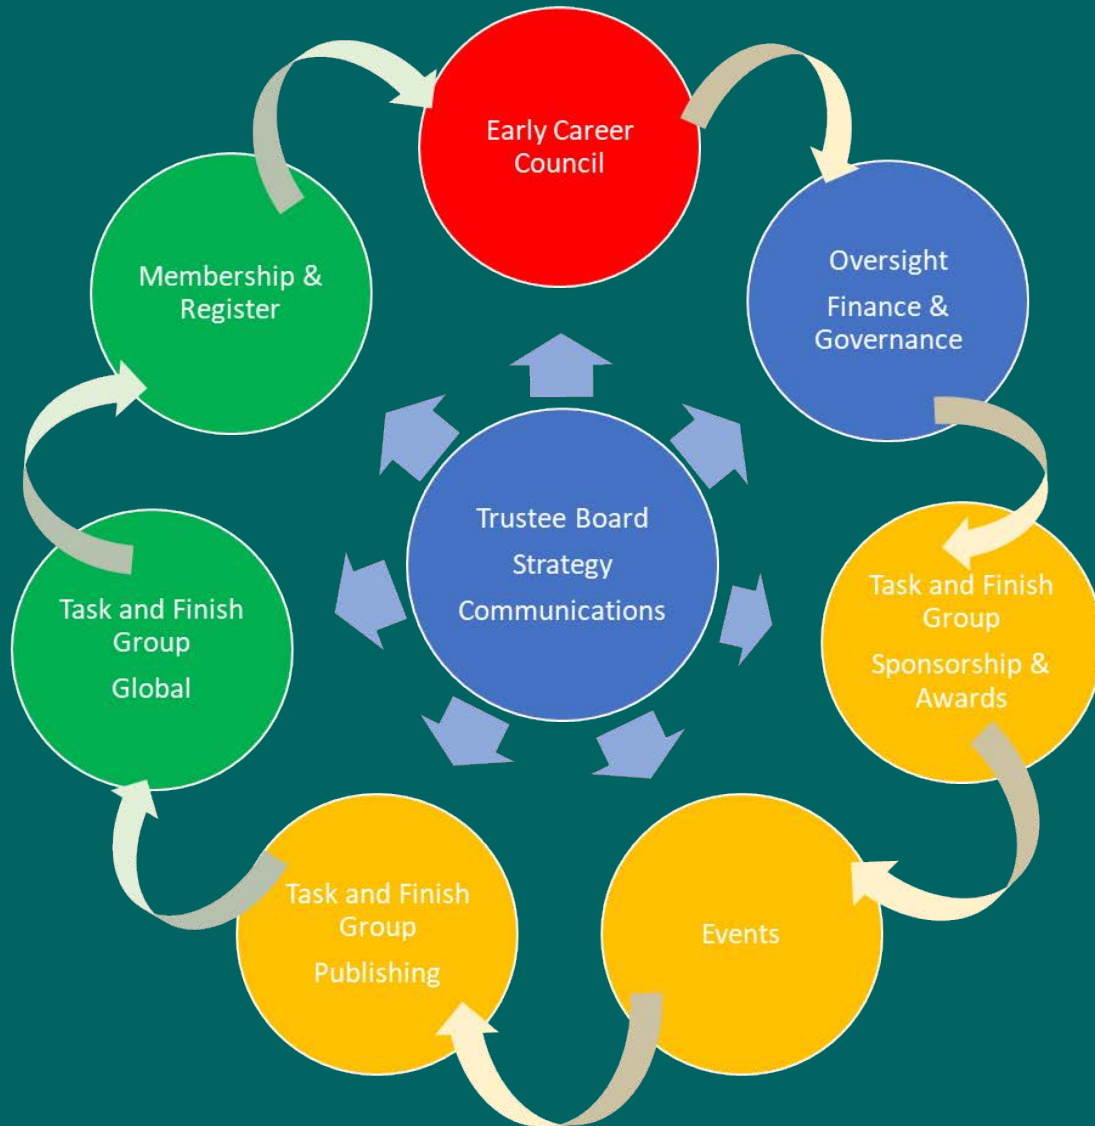 Early Career
Council
Oversight
Finance &
Governance
Membership &
Register
Trustee Board
Strategy
Communications
Task and Finish
Group
Sponsorship &
Awards
Task and Finish
Group
Global
Events
Task and Finish
Group
Publishing